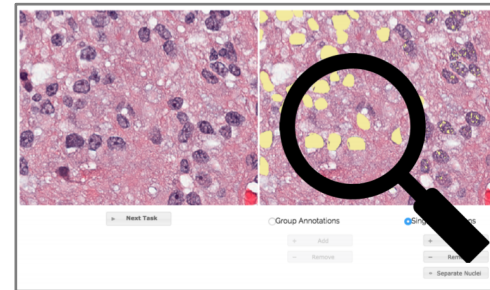 Next Task
Group Annotations
Add
Remove
Separate Nuclei